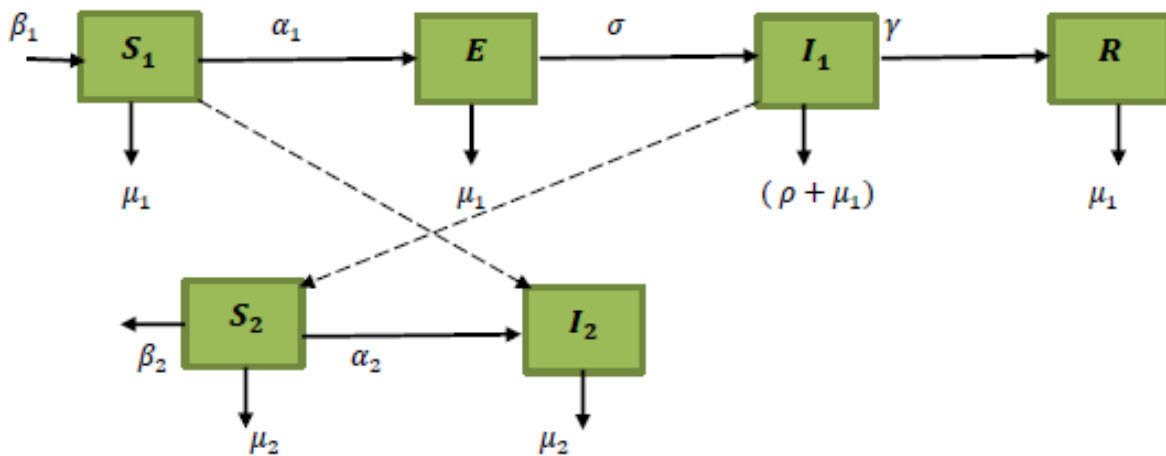 β₁ S₁ α₁ E σ I₁ γ R
μ₁ μ₁ ( ρ + μ₁) μ₁
S₂ I₂
β₂ α₂
μ₂ μ₂